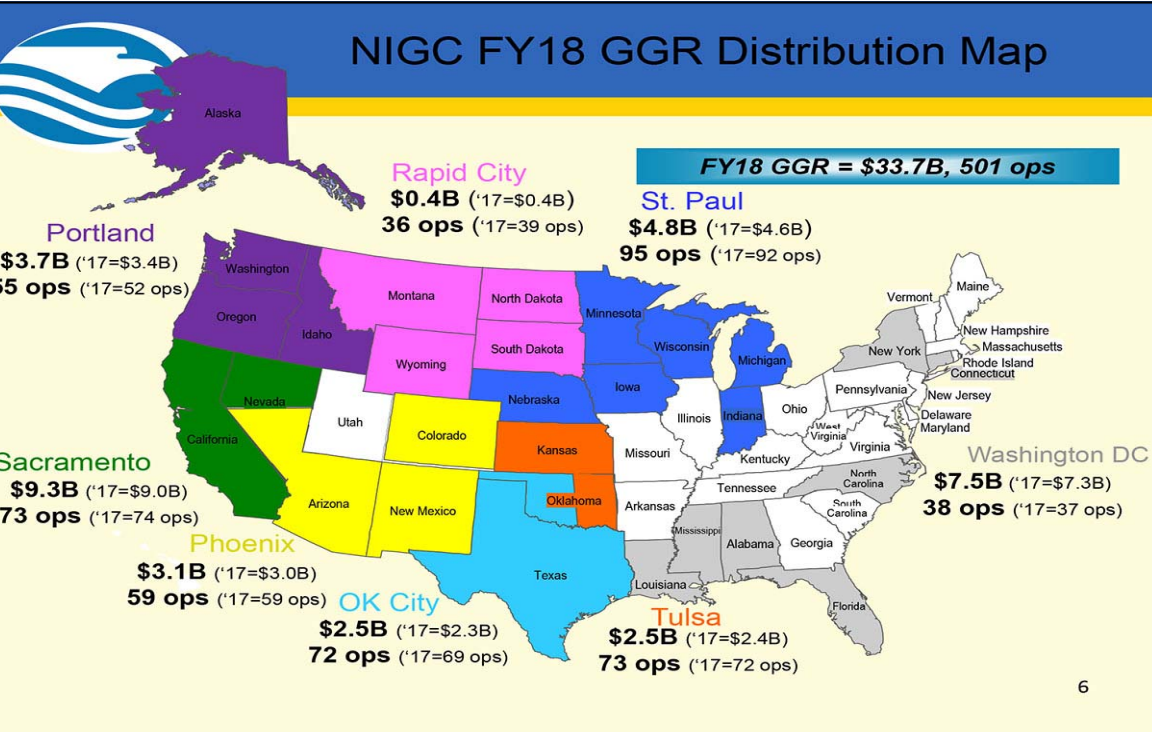 NIGC FY18 GGR Distribution Map
Alaska
FY18 GGR = $33.7B, 501 ops
Rapid City
$0.4B (‘17=$0.4B)
36 ops (‘17=39 ops)
St. Paul
$4.8B (‘17=$4.6B)
95 ops (‘17=92 ops)
Portland
$3.7B (‘17=$3.4B)
55 ops (‘17=52 ops)
Washington
Oregon
Idaho
Montana
North Dakota
South Dakota
Wyoming
Nebraska
Minnesota
Wisconsin
Michigan
Iowa
Indiana
Illinois
Ohio
Vermont
Maine
New Hampshire
Massachusetts
Rhode Island
Connecticut
New York
Pennsylvania
New Jersey
Delaware
Maryland
West
Virginia
Virginia
Kentucky
Nevada
California
Utah
Colorado
Kansas
Missouri
Arizona
New Mexico
Oklahoma
Arkansas
Tennessee
North
Carolina
South
Carolina
Mississippi
Alabama
Georgia
Texas
Louisiana
Florida
Sacramento
$9.3B (‘17=$9.0B)
73 ops (‘17=74 ops)
Washington DC
$7.5B (‘17=$7.3B)
38 ops (‘17=37 ops)
Phoenix
$3.1B (‘17=$3.0B)
59 ops (‘17=59 ops)
OK City
$2.5B (‘17=$2.3B)
72 ops (‘17=69 ops)
Tulsa
$2.5B (‘17=$2.4B)
73 ops (‘17=72 ops)
6